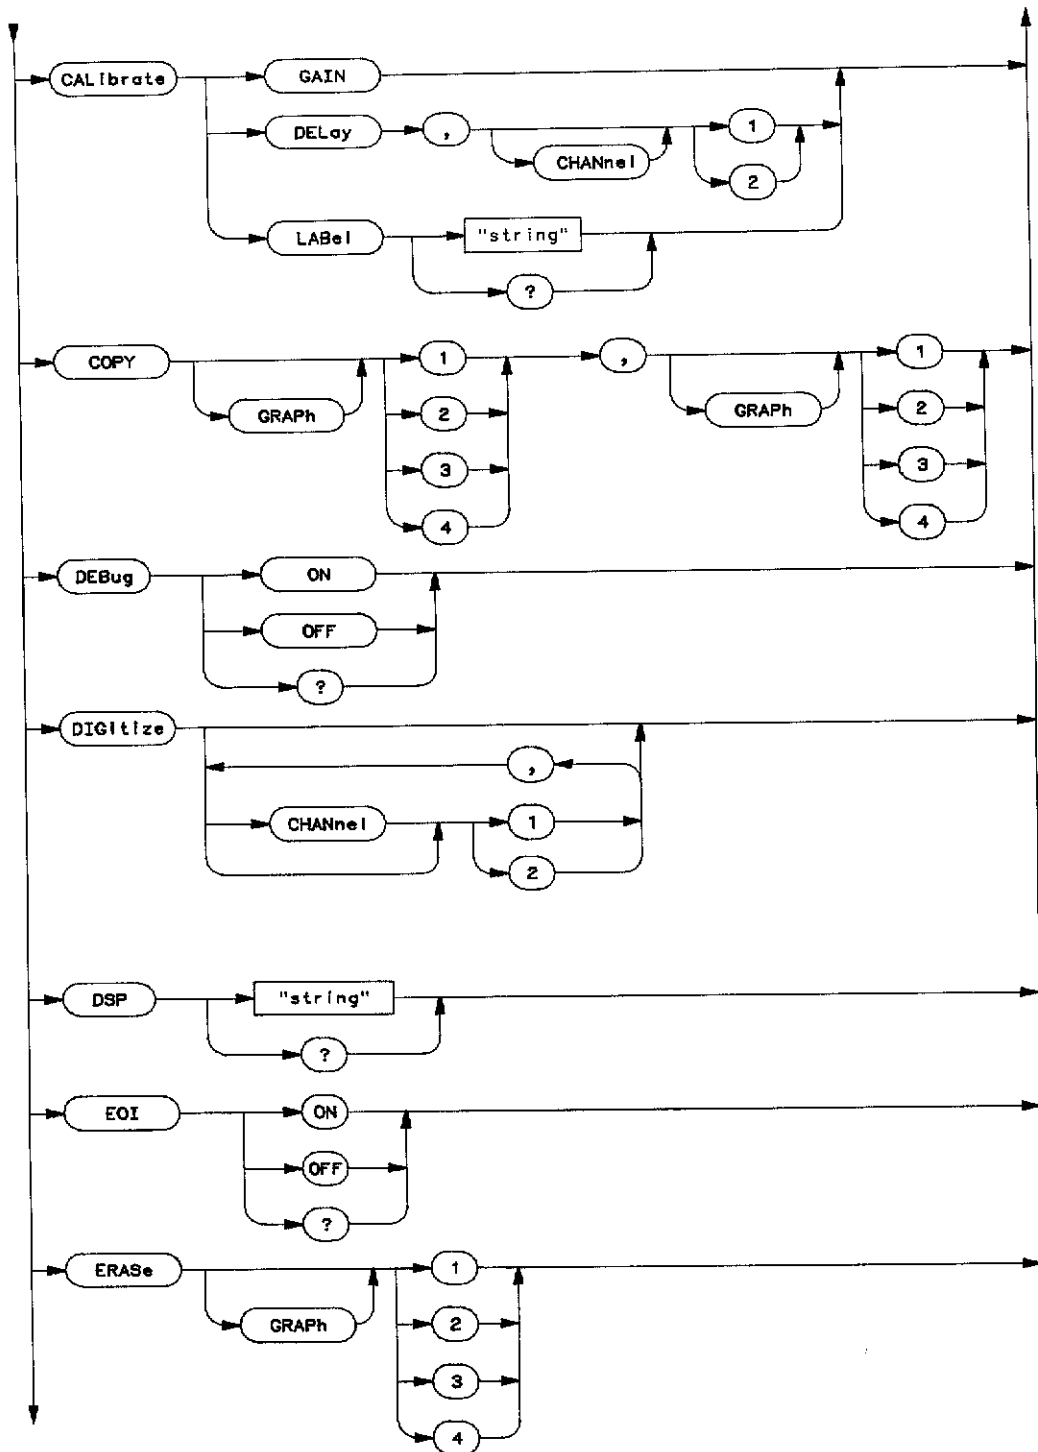 CALibrate GAIN
DELay , 1
CHANnel 2
LABel "string"
?
COPY 1 , 1
GRAPh 2 GRAPh 2
3 3
4 4
DEBug ON
OFF
?
DIGitize
,
CHANnel 1
2
DSP "string"
?
EOI ON
OFF
?
ERASe 1
GRAPh 2
3
4